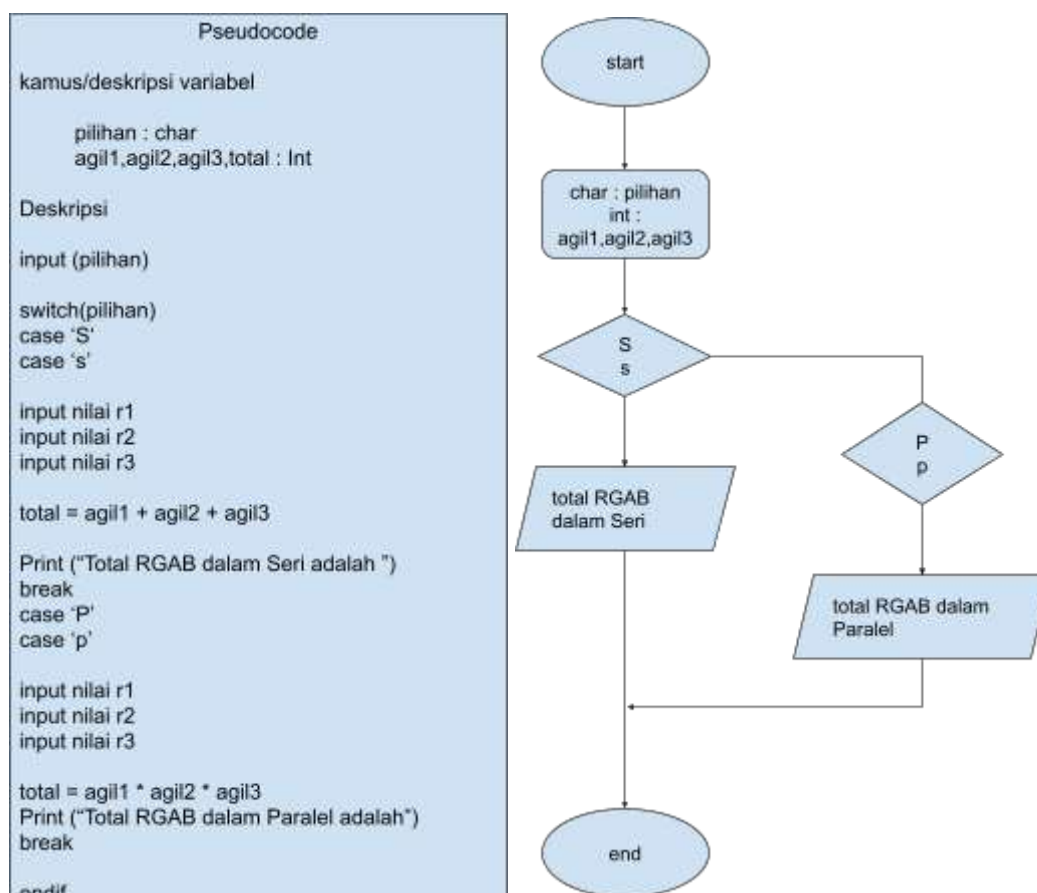 Pseudocode
kamus/deskripsi variabel
pilihan : char
agil1,agil2,agil3,total : Int
Deskripsi
input (pilihan)
switch(pilihan)
case ‘S‘
case ‘s’
input nilai r1
input nilai r2
input nilai r3
total = agil1 + agil2 + agil3
Print (“Total RGAB dalam Seri adalah ”)
break
case ‘P’
case ‘p’
input nilai r1
input nilai r2
input nilai r3
total = agil1 * agil2 * agil3
Print (“Total RGAB dalam Paralel adalah”)
break
endif
start
char : pilihan
int :
agil1,agil2,agil3
S
s
P
p
total RGAB
dalam Seri
total RGAB dalam
Paralel
end